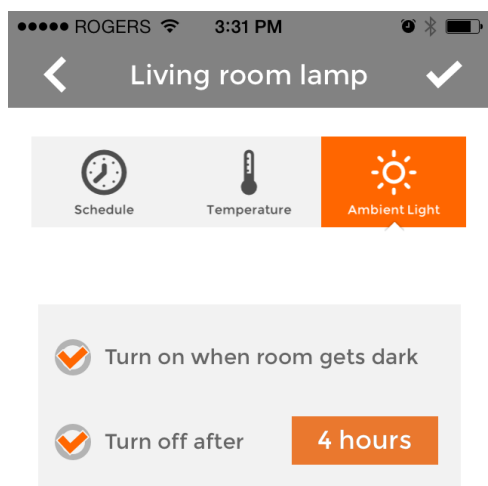 ROGERS 3:31 PM
Living room lamp
Schedule Temperature Ambient Light
Turn on when room gets dark
Turn off after 4 hours